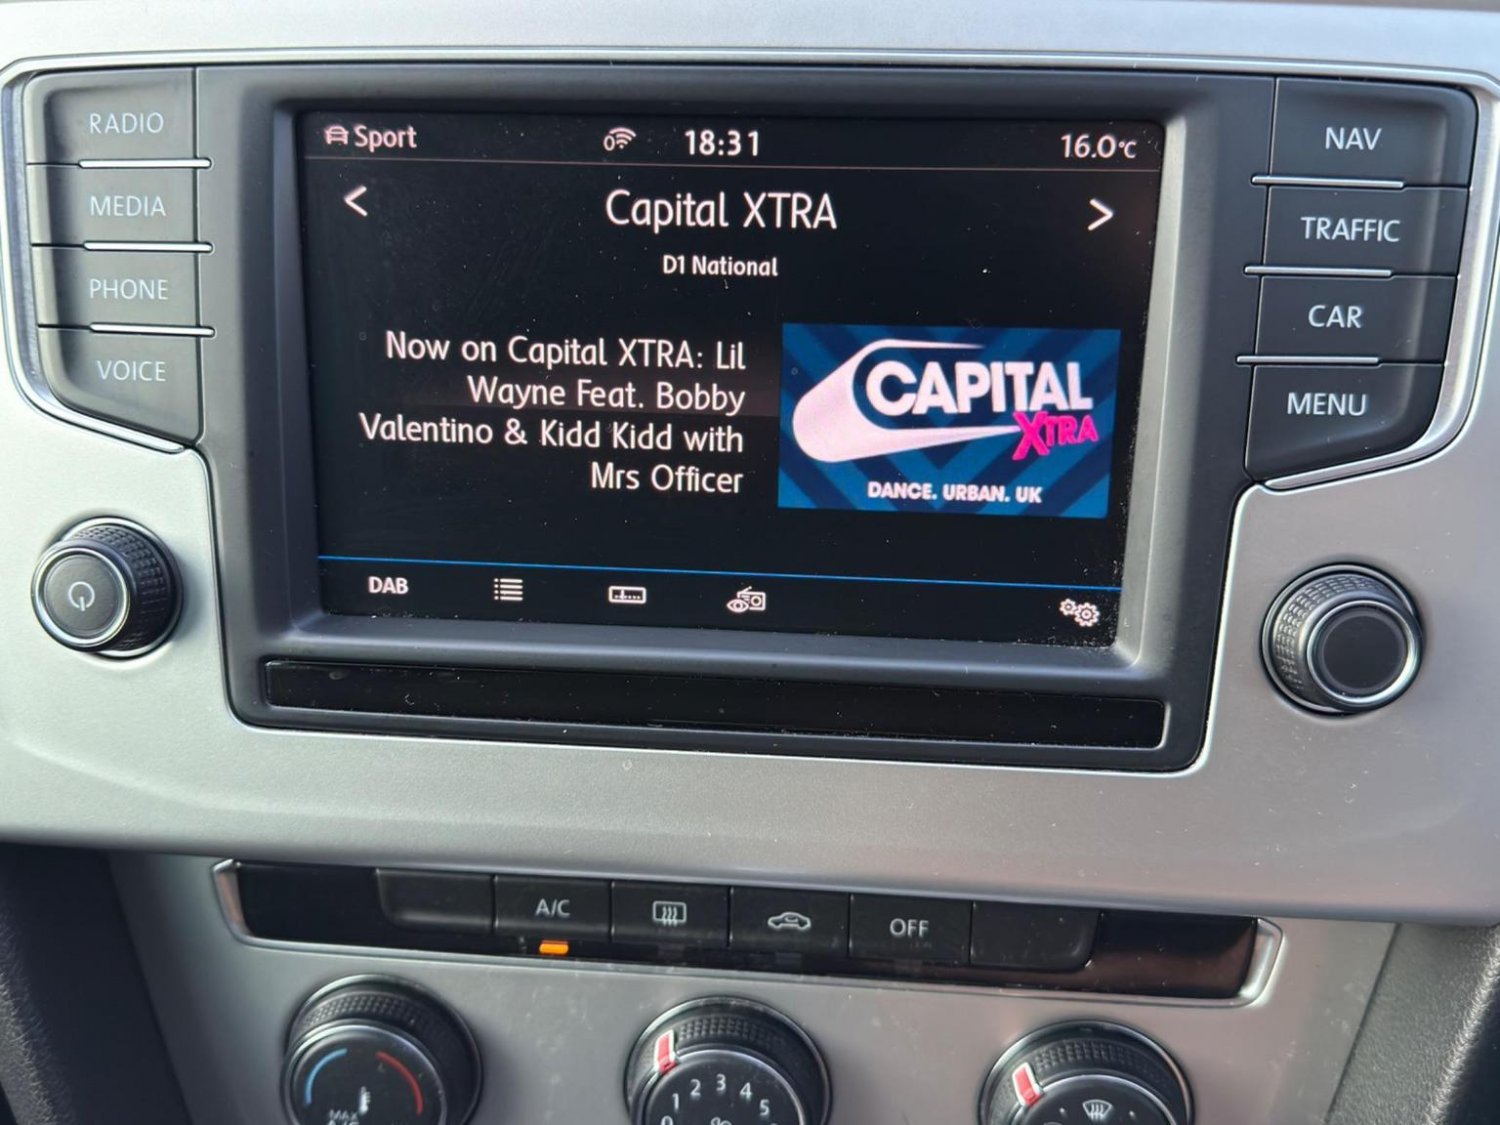 RADIO
MEDIA
PHONE
VOICE
Sport
18:31
16.0°C
< Capital XTRA >
D1 National
Now on Capital XTRA: Lil
Wayne Feat. Bobby
Valentino & Kidd Kidd with
Mrs Officer
CAPITAL
XTRA
DANCE. URBAN. UK
DAB
NAV
TRAFFIC
CAR
MENU
A/C
OFF
MAX
1 2 3 4 5